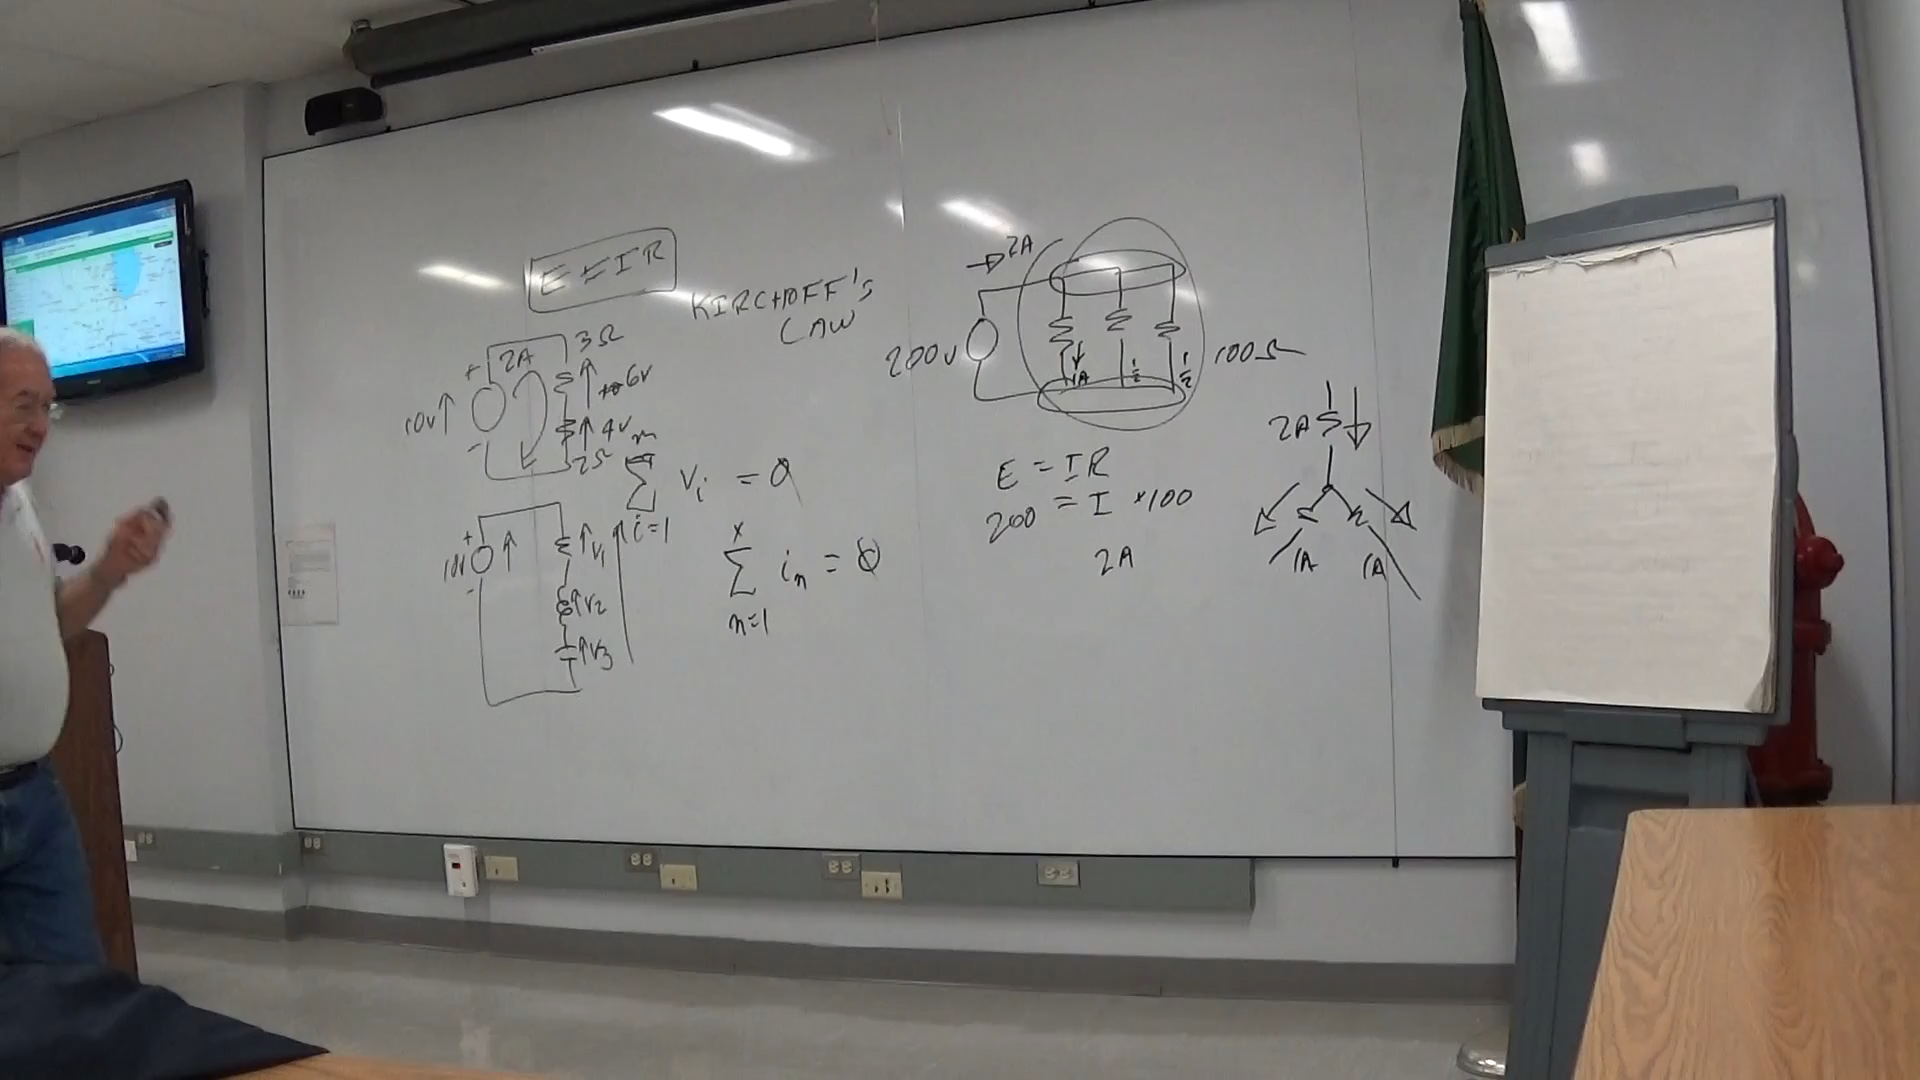 E = IR
KIRCHOFF'S
LAW
2A
3Ω
+
10V
6V
4V
2Ω
-
m
Σ Vi = 0
i=1
+
10V
-
V1
V2
V3
x
Σ in = 0
n=1
2A
200V
1A
1/2
1/2
100Ω
E = IR
200 = I × 100
2A
2A
1A
1A